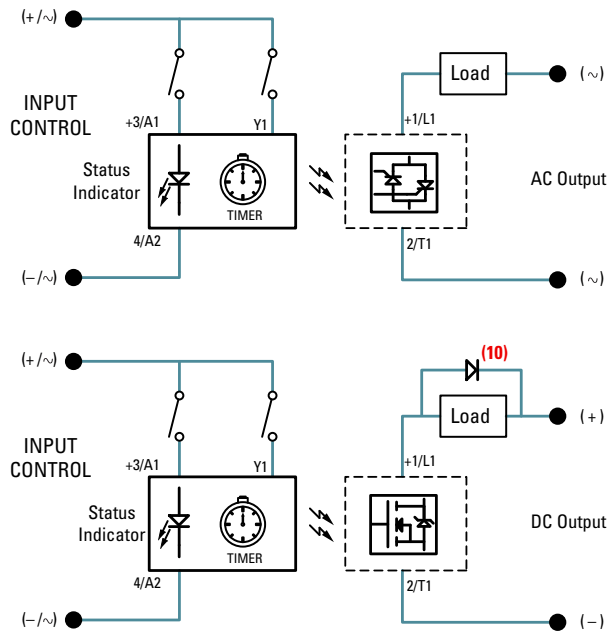 (+/∿)
Load
(∿)
INPUT
CONTROL
+3/A1
Y1
+1/L1
Status
Indicator
TIMER
AC Output
4/A2
2/T1
(−/∿)
(∿)
(+/∿)
(10)
Load
(+)
INPUT
CONTROL
+3/A1
Y1
+1/L1
Status
Indicator
TIMER
DC Output
4/A2
2/T1
(−/∿)
(−)